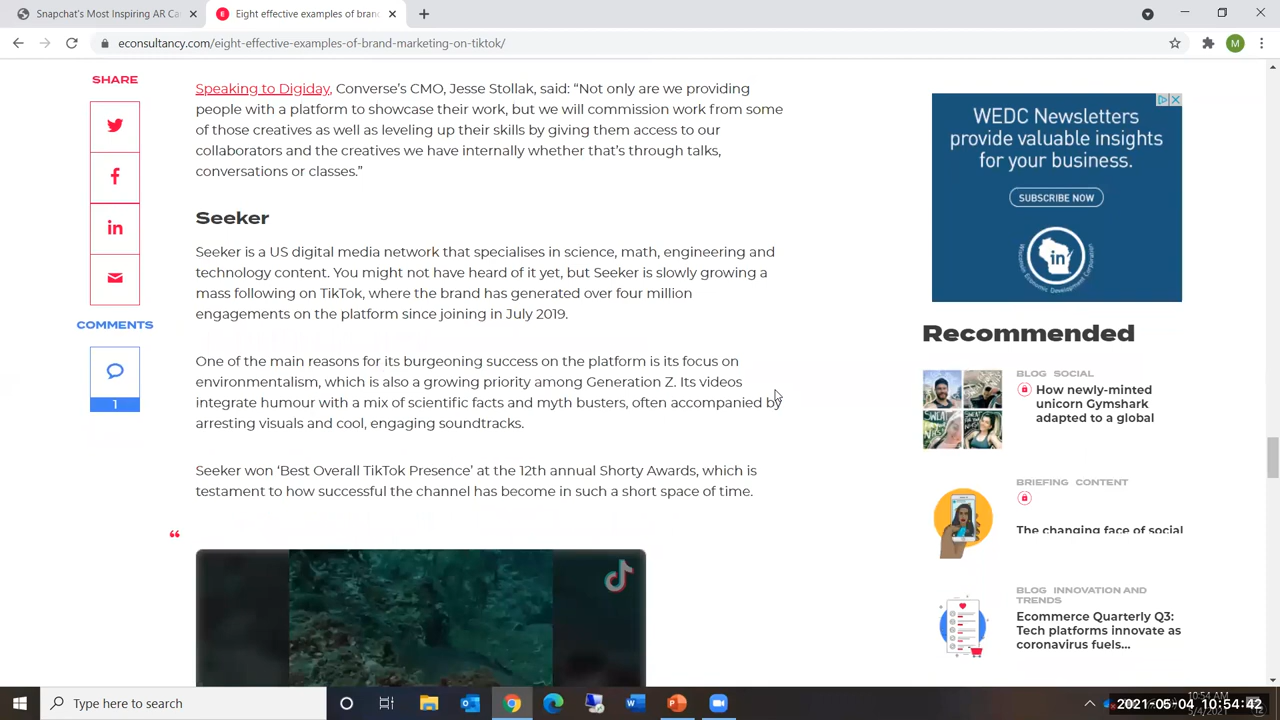 Snapchat's Most Inspiring AR Ca
Eight effective examples of bran
econsultancy.com/eight-effective-examples-of-brand-marketing-on-tiktok/
M
SHARE
COMMENTS
1
Speaking to Digiday, Converse's CMO, Jesse Stollak, said: “Not only are we providing
people with a platform to showcase their work, but we will commission work from some
of those creatives as well as leveling up their skills by giving them access to our
collaborators and the creatives we have internally whether that's through talks,
conversations or classes.”
Seeker
Seeker is a US digital media network that specialises in science, math, engineering and
technology content. You might not have heard of it yet, but Seeker is slowly growing a
mass following on TikTok, where the brand has generated over four million
engagements on the platform since joining in July 2019.
One of the main reasons for its burgeoning success on the platform is its focus on
environmentalism, which is also a growing priority among Generation Z. Its videos
integrate humour with a mix of scientific facts and myth busters, often accompanied by
arresting visuals and cool, engaging soundtracks.
Seeker won ‘Best Overall TikTok Presence’ at the 12th annual Shorty Awards, which is
testament to how successful the channel has become in such a short space of time.
WEDC Newsletters
provide valuable insights
for your business.
SUBSCRIBE NOW
in
Wisconsin Economic Development Corporation
Recommended
BLOG SOCIAL
How newly-minted
unicorn Gymshark
adapted to a global
BRIEFING CONTENT
The changing face of social
BLOG INNOVATION AND
TRENDS
Ecommerce Quarterly Q3:
Tech platforms innovate as
coronavirus fuels...
Type here to search
10:54 AM
2021-05-04 10:54:42
5/4/2021